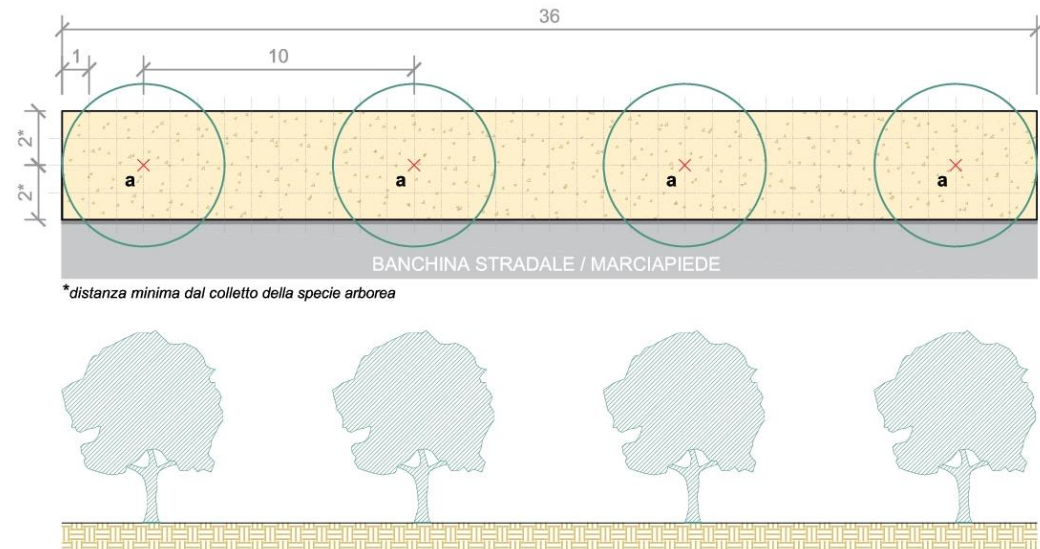 36
1
10
2*
2*
a a a a
BANCHINA STRADALE / MARCIAPIEDE
*distanza minima dal colletto della specie arborea